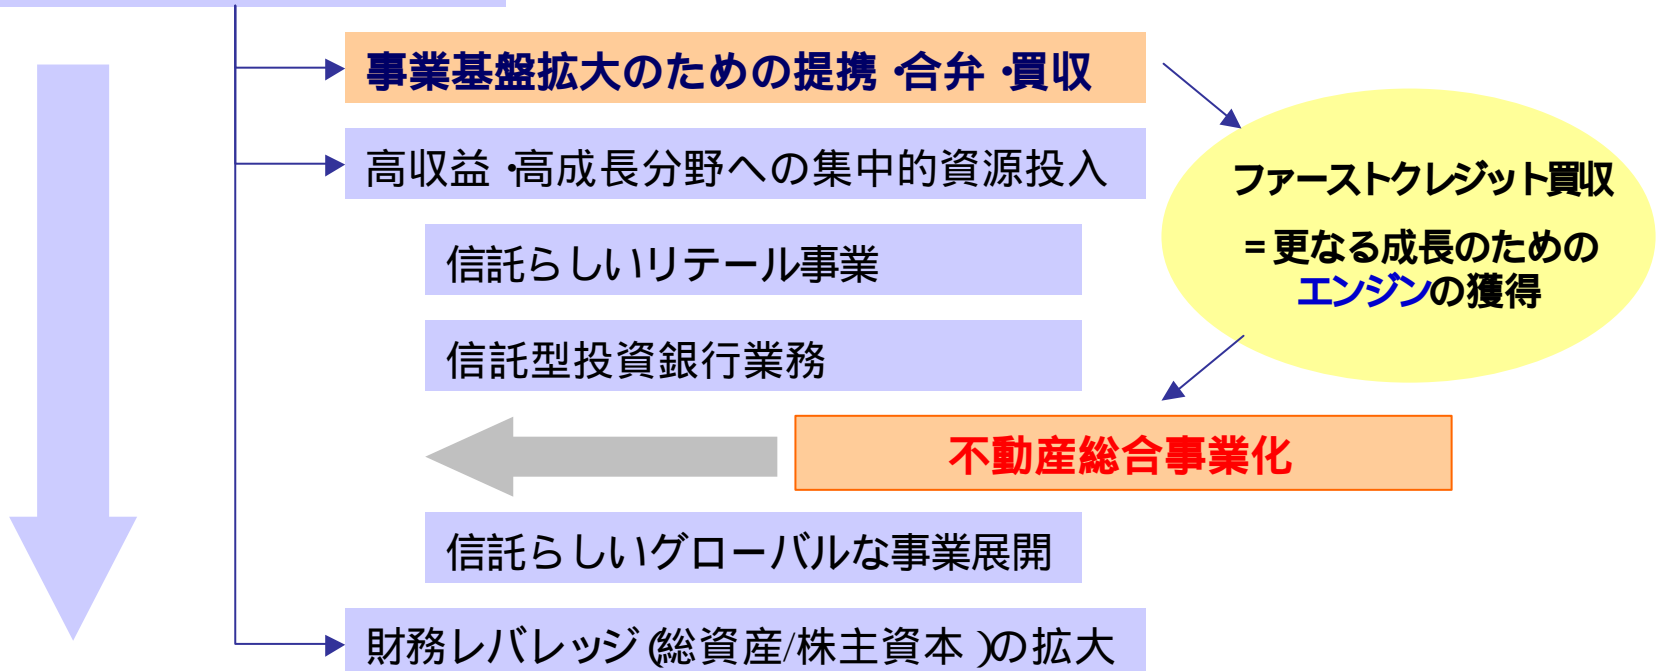 事業基盤拡大のための提携・合弁・買収
高収益・高成長分野への集中的資源投入
ファーストクレジット買収
=更なる成長のための
エンジンの獲得
信託らしいリテール事業
信託型投資銀行業務
不動産総合事業化
信託らしいグローバルな事業展開
財務レバレッジ(総資産/株主資本)の拡大